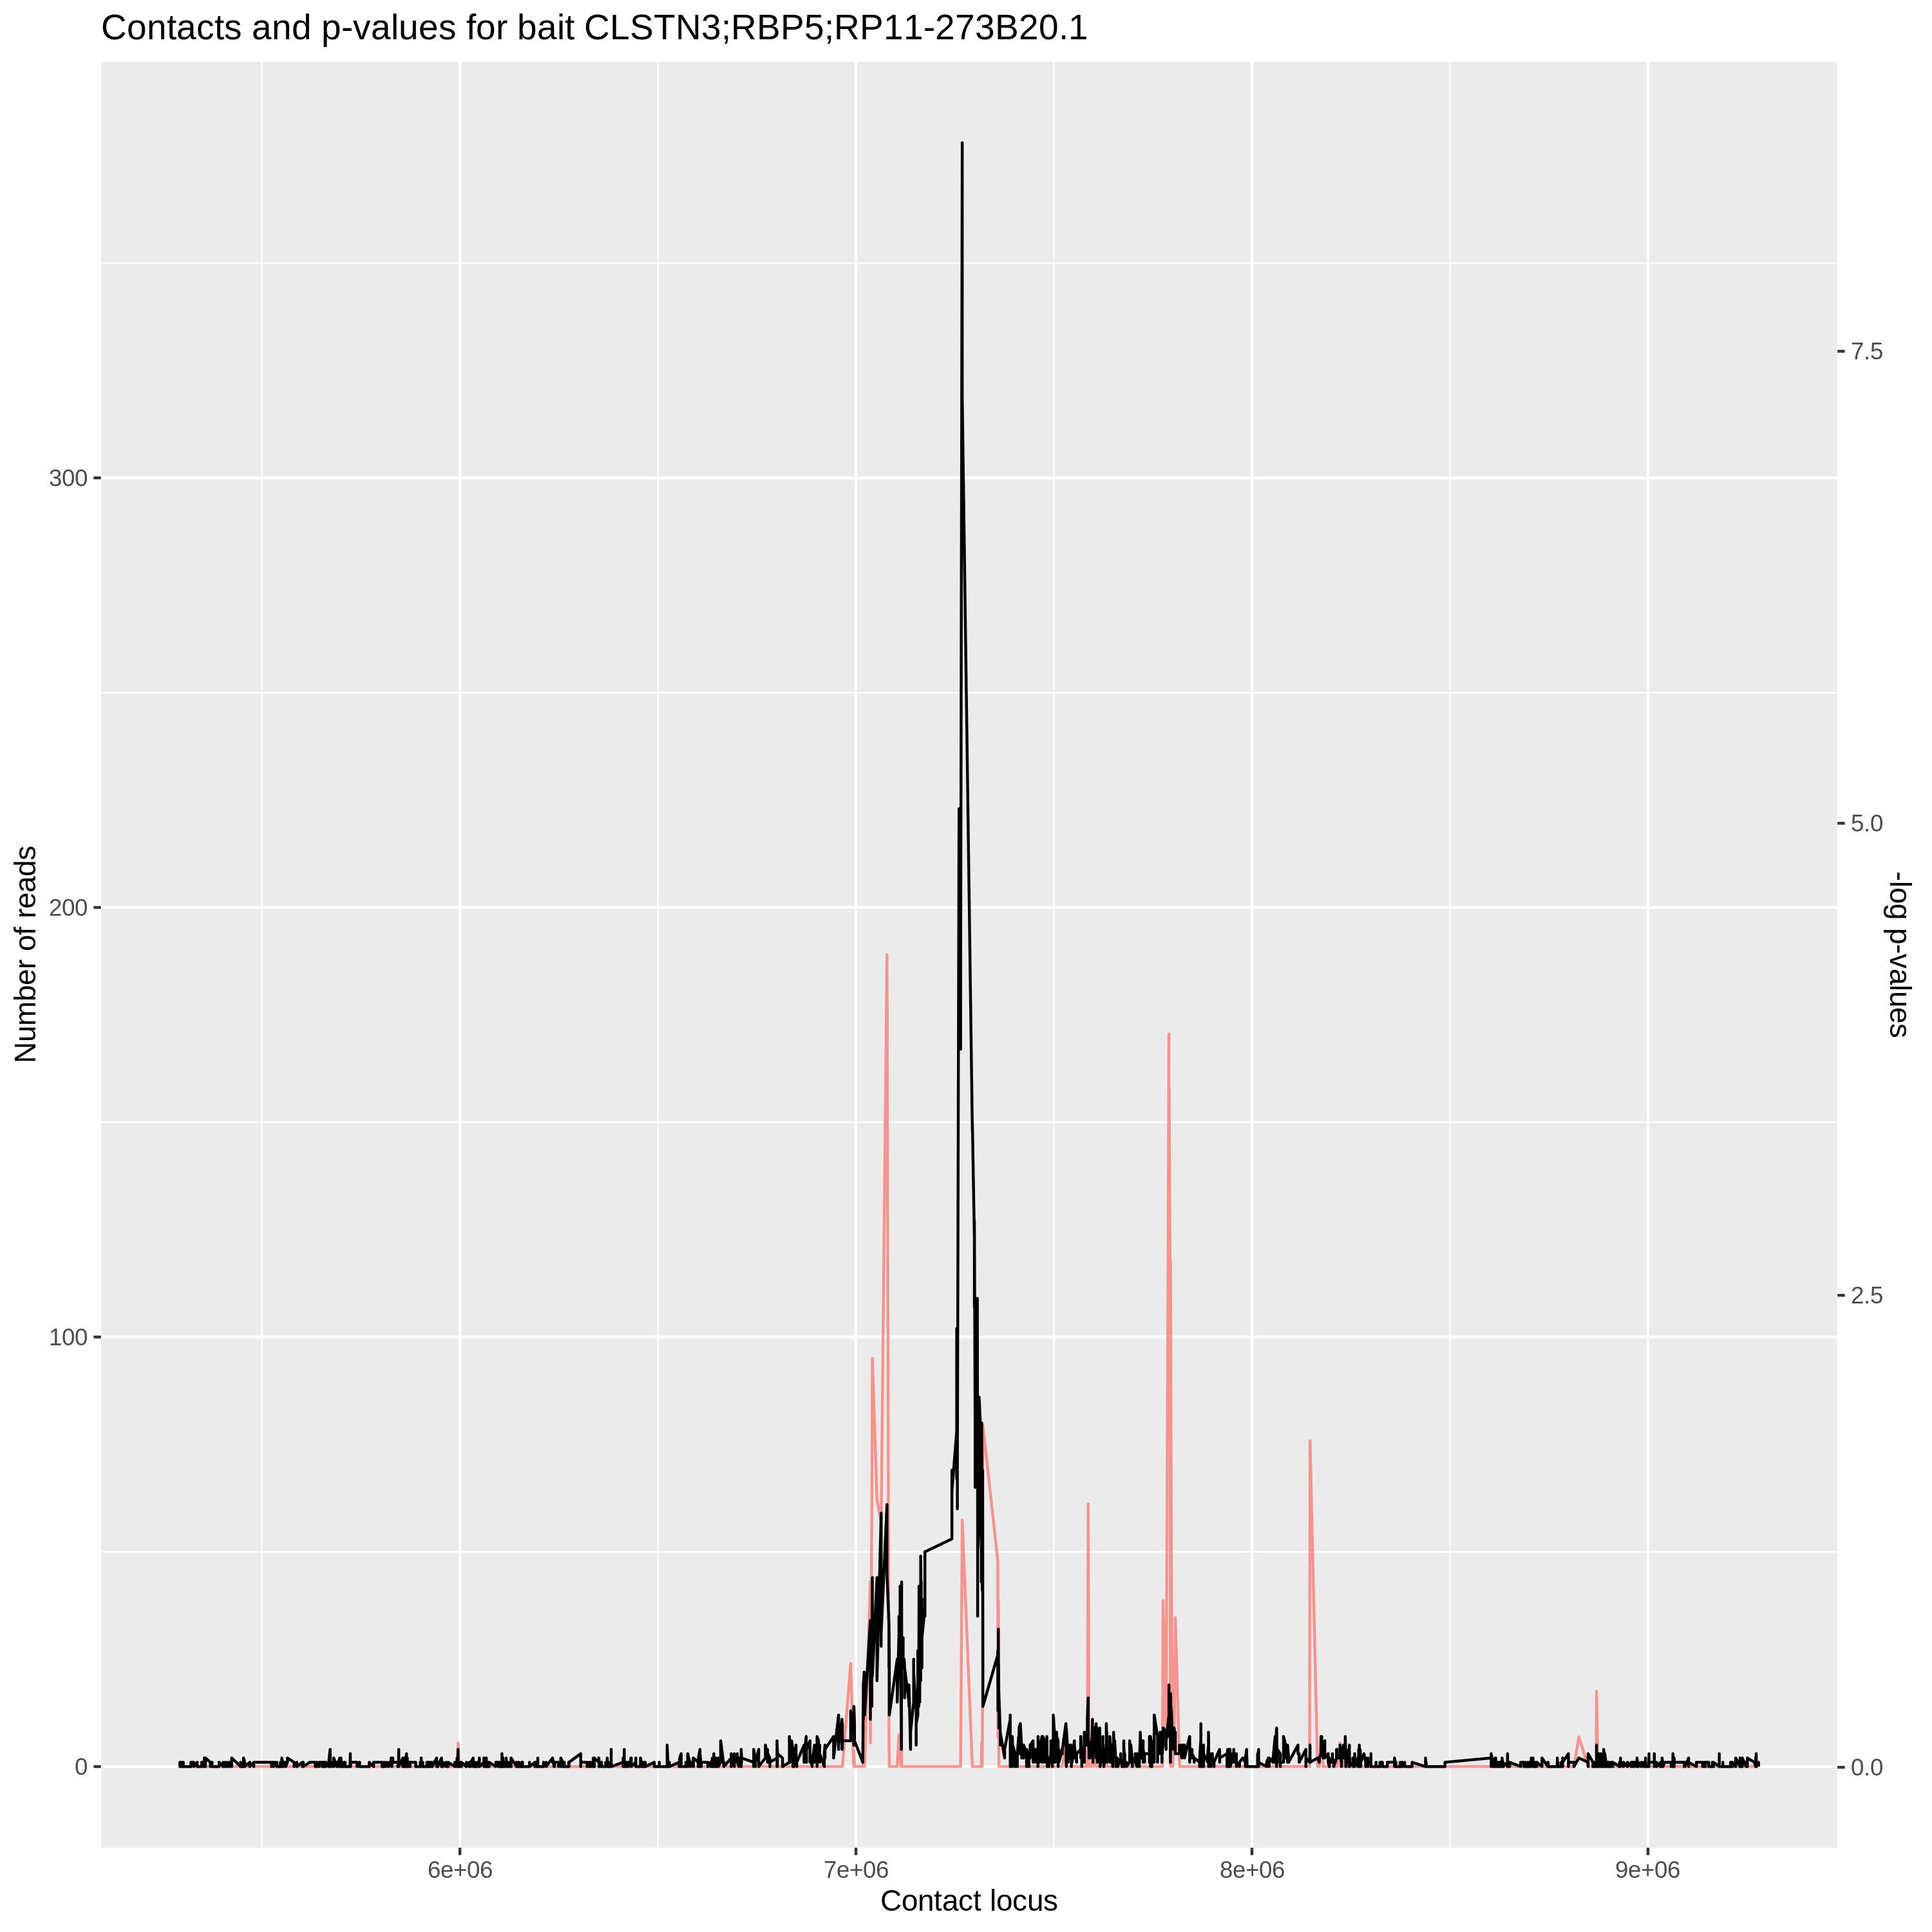 Contacts and p-values for bait CLSTN3;RBP5;RP11-273B20.1
Number of reads
300
200
100
0
7.5
5.0
2.5
0.0
-log p-values
6e+06 7e+06 8e+06 9e+06
Contact locus